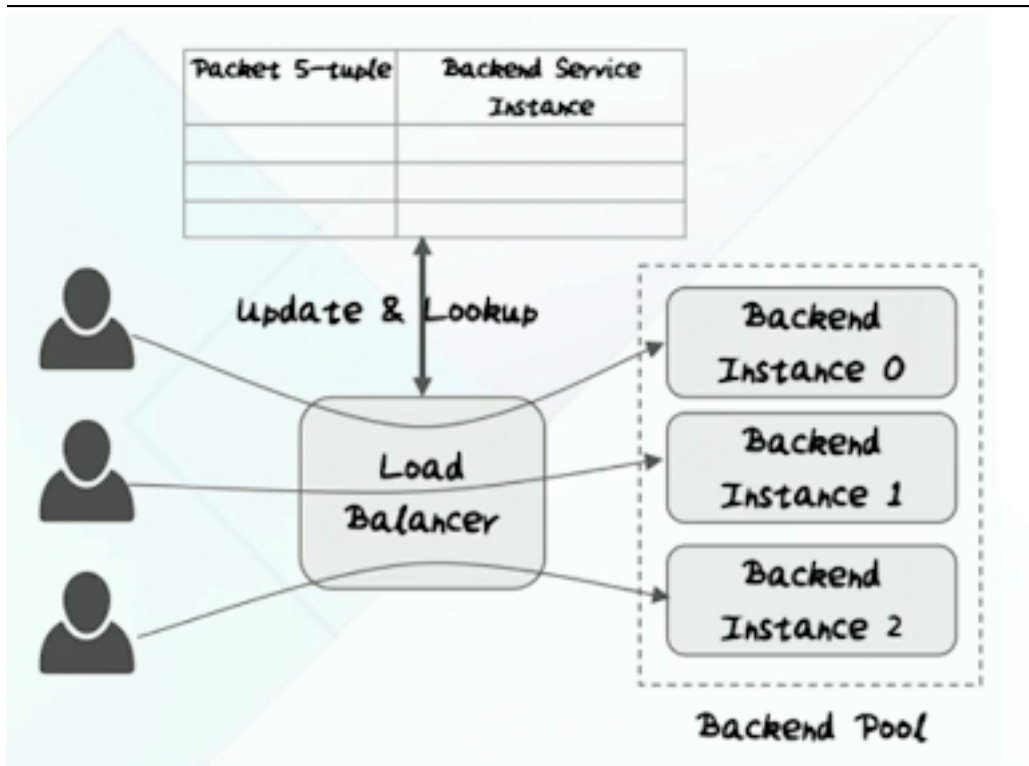 Packet 5-tuple
Backend Service
Instance
Update & Lookup
Load
Balancer
Backend
Instance 0
Backend
Instance 1
Backend
Instance 2
Backend Pool